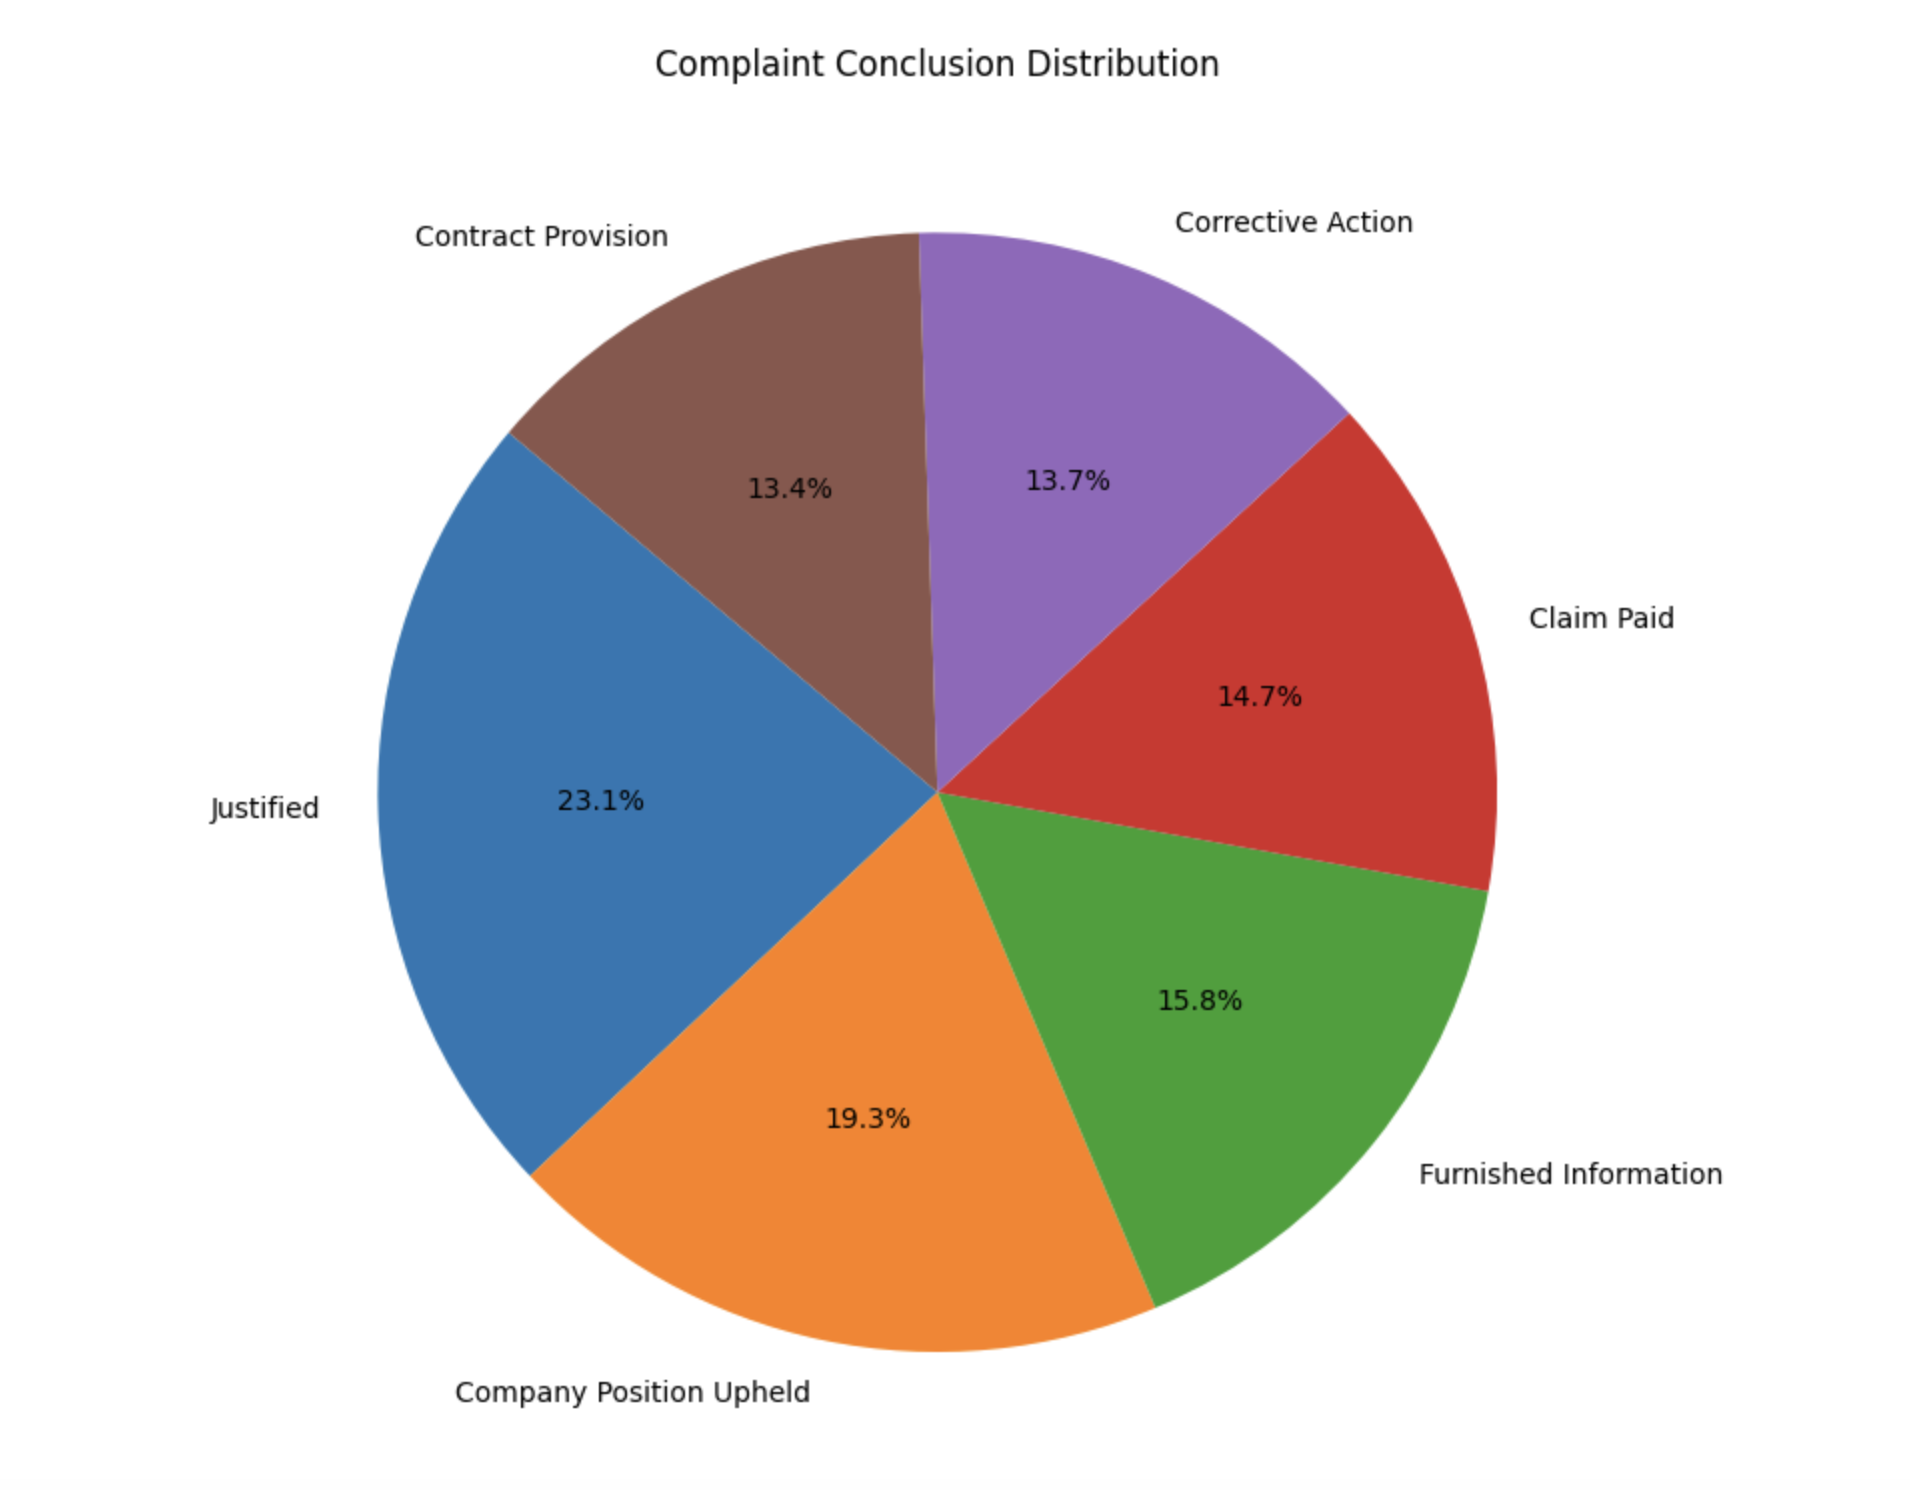 Complaint Conclusion Distribution
Contract Provision
Corrective Action
13.4%
13.7%
Claim Paid
14.7%
Justified
23.1%
15.8%
19.3%
Furnished Information
Company Position Upheld